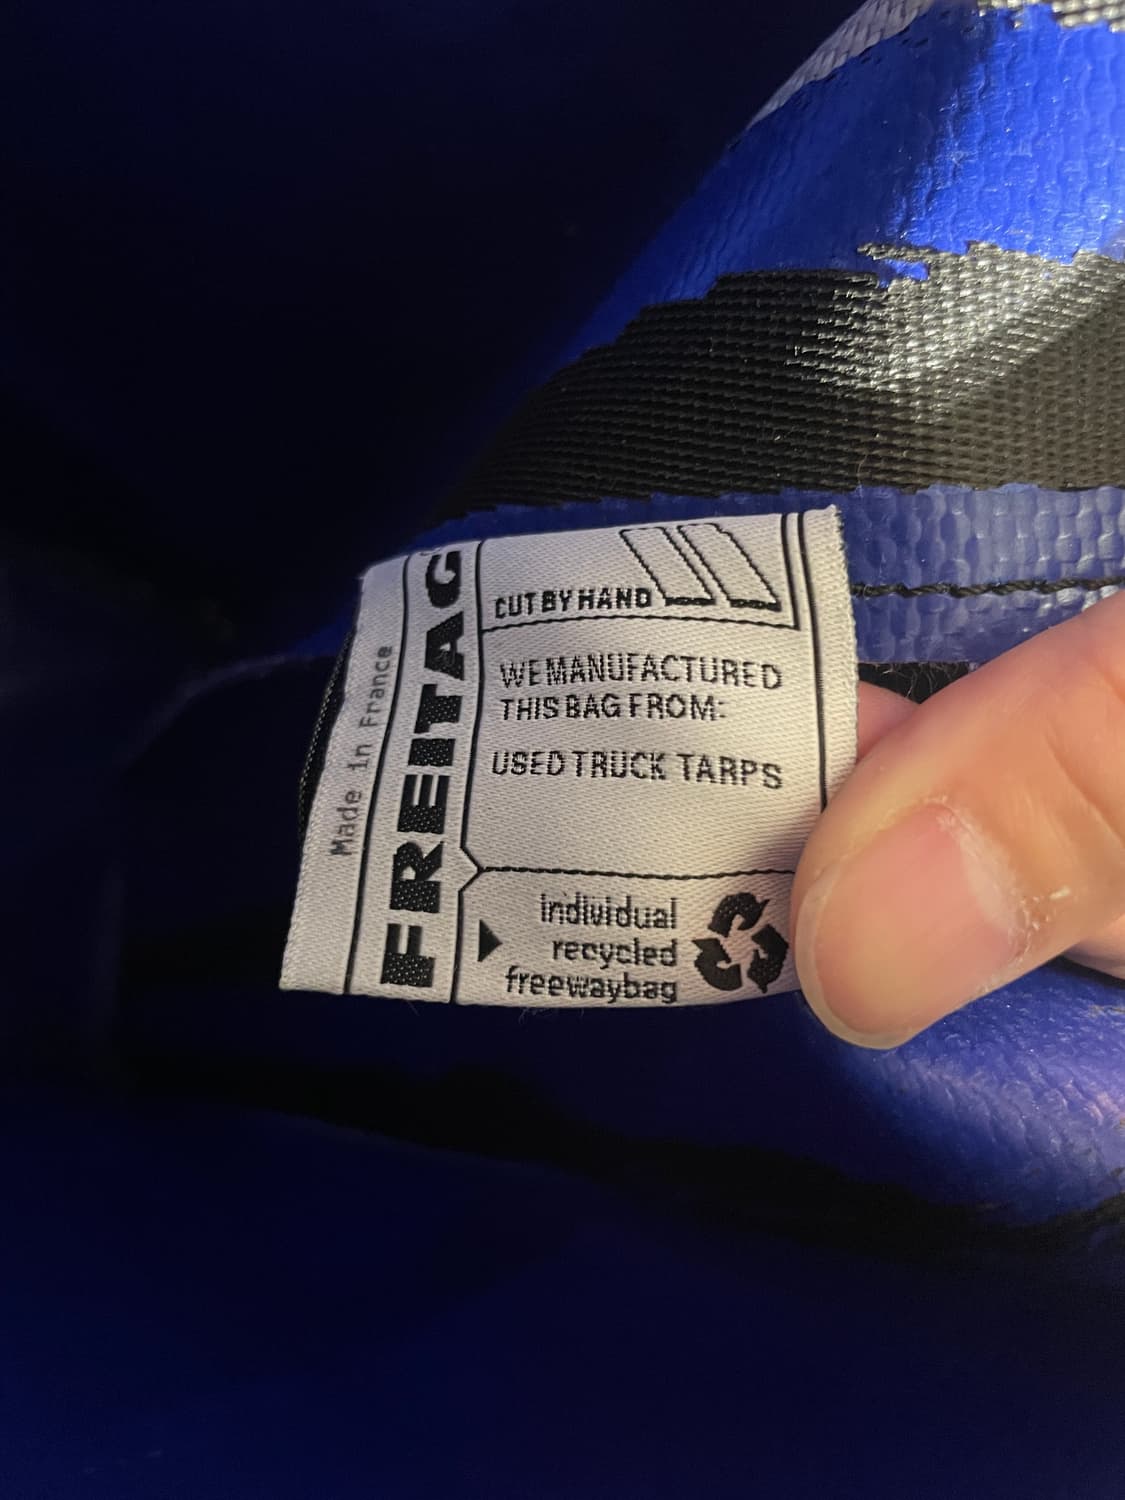 Made in France
FREITAG
CUT BY HAND
WE MANUFACTURED
THIS BAG FROM:
USED TRUCK TARPS
individual
recycled
freewaybag